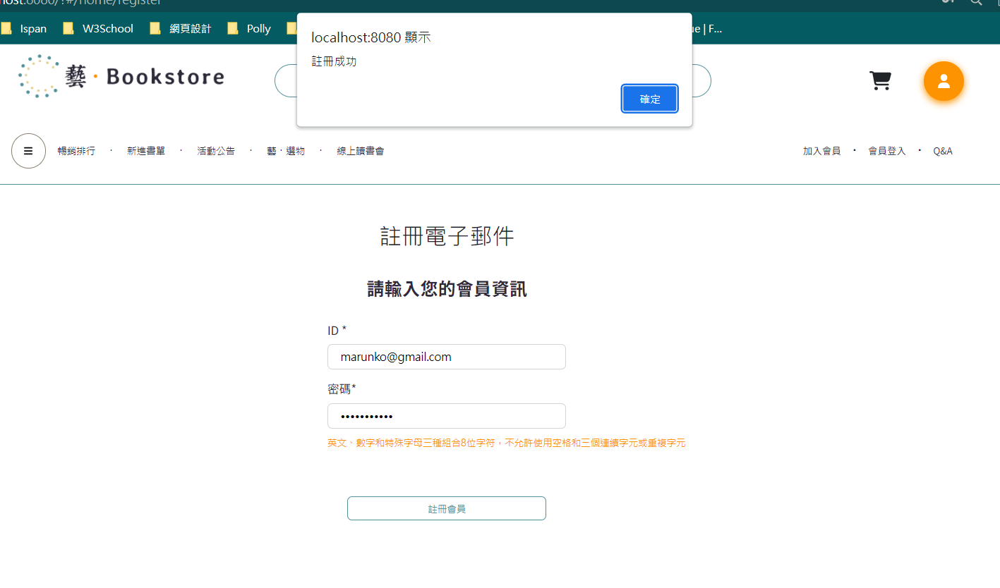 host:8080/?#/home/register
Ispan
W3School
網頁設計
Polly
ue | F...
localhost:8080 顯示
註冊成功
確定
藝・Bookstore
暢銷排行 · 新進書單 · 活動公告 · 藝・選物 · 線上讀書會
加入會員 • 會員登入 • Q&A
註冊電子郵件
請輸入您的會員資訊
ID *
marunko@gmail.com
密碼*
•••••••••••
英文、數字和特殊字母三種組合8位字符，不允許使用空格和三個連續字元或重複字元
註冊會員